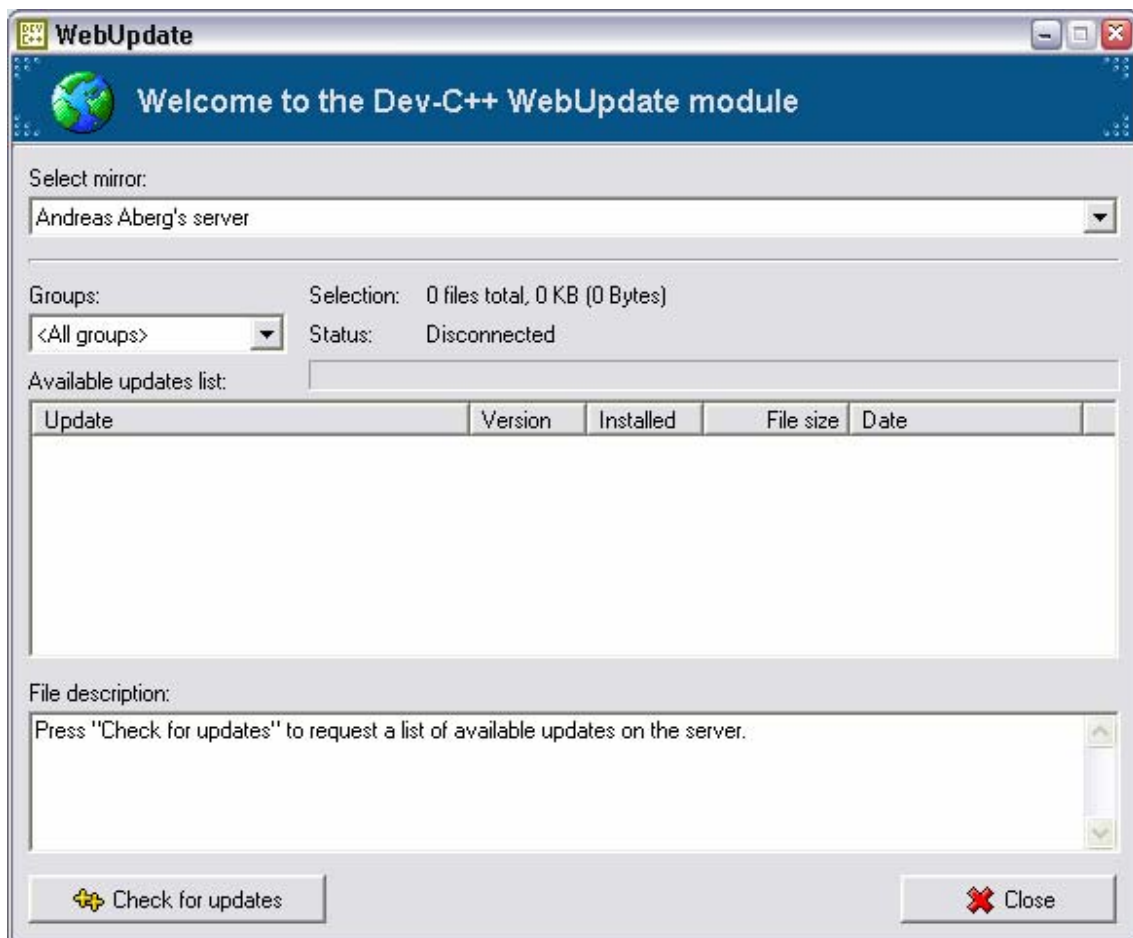 DEV C++ WebUpdate
Welcome to the Dev-C++ WebUpdate module
Select mirror:
Andreas Aberg's server
Groups: Selection: 0 files total, 0 KB (0 Bytes)
<All groups> Status: Disconnected
Available updates list:
Update Version Installed File size Date
File description:
Press "Check for updates" to request a list of available updates on the server.
Check for updates Close